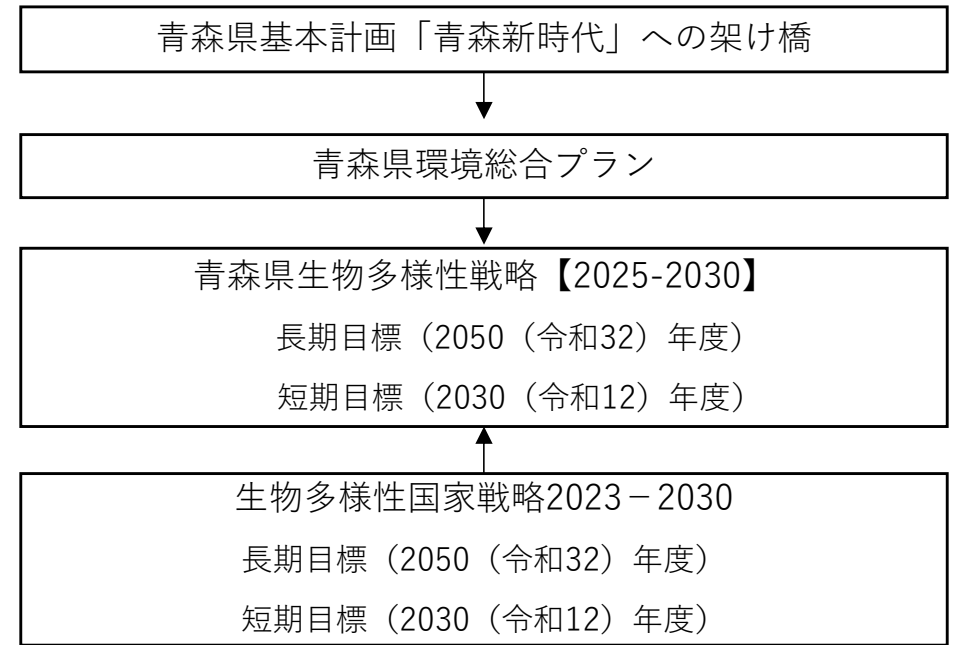 青森県基本計画「青森新時代」への架け橋
青森県環境総合プラン
青森県生物多様性戦略【2025-2030】
長期目標（2050（令和32）年度）
短期目標（2030（令和12）年度）
生物多様性国家戦略2023－2030
長期目標（2050（令和32）年度）
短期目標（2030（令和12）年度）